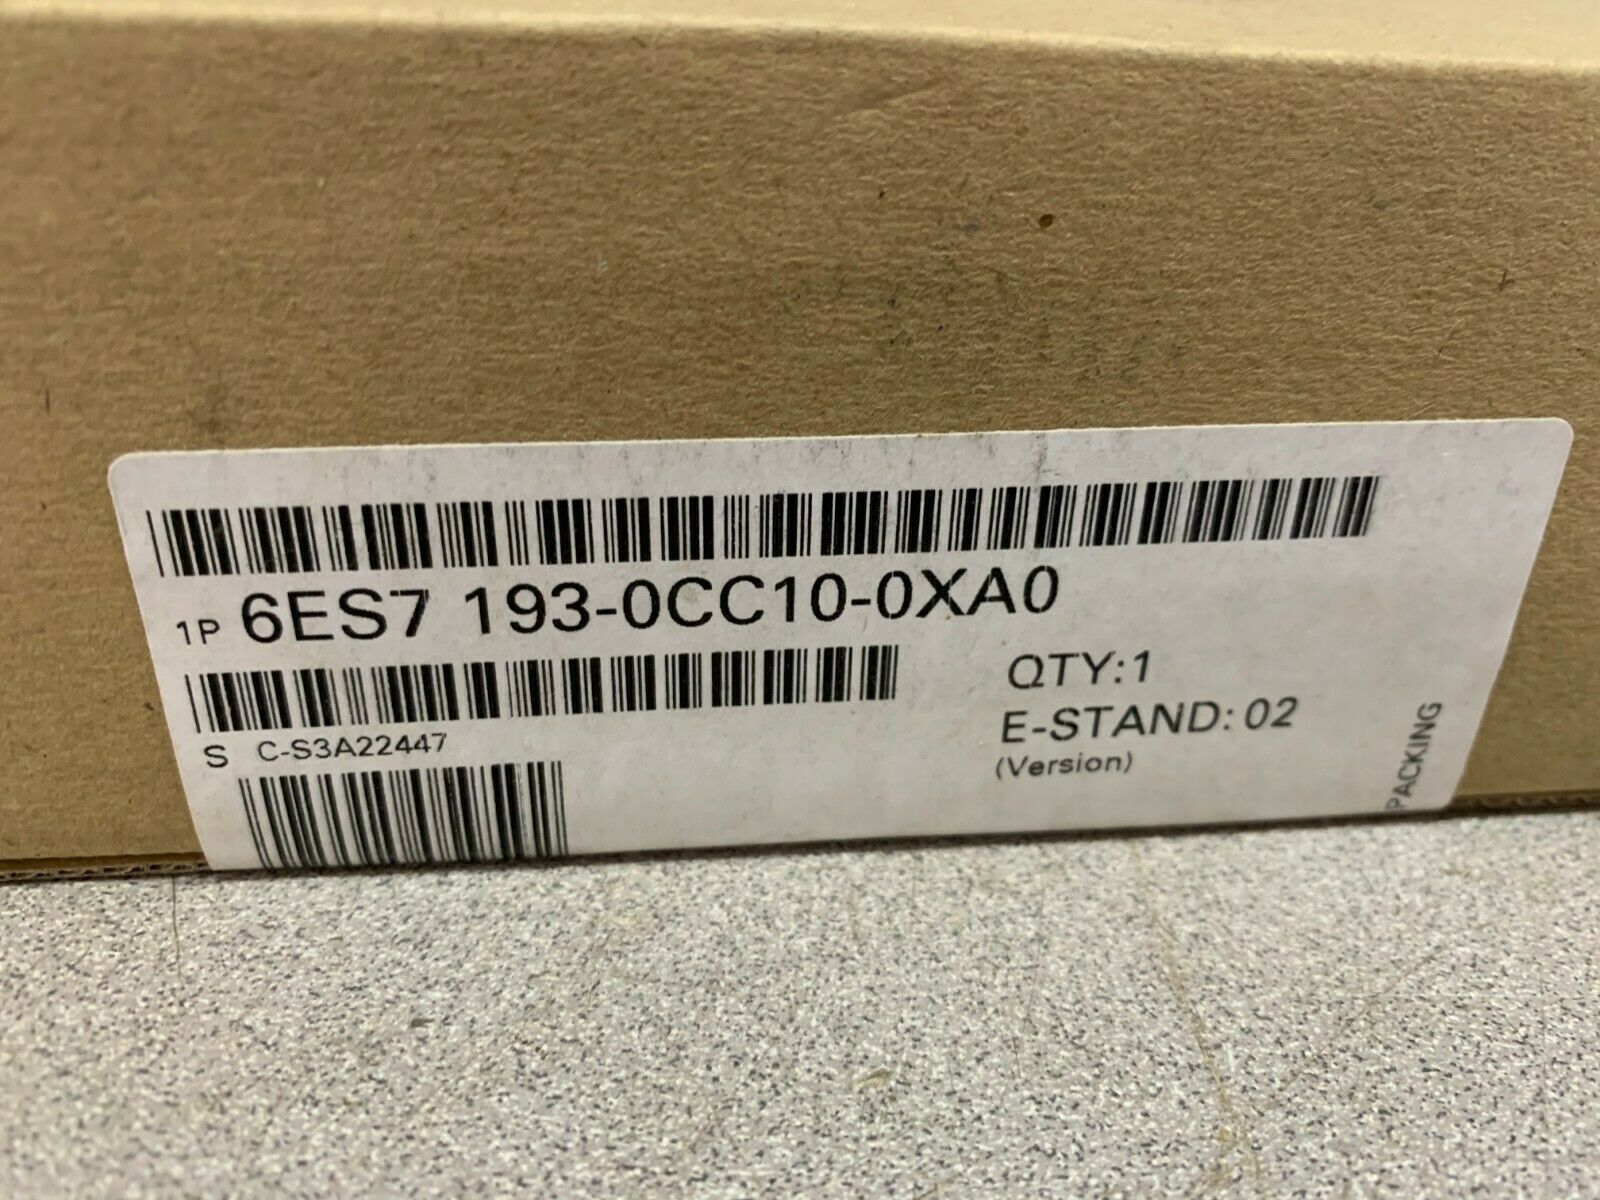 1P 6ES7 193-0CC10-0XA0
S C-S3A22447
QTY:1
E-STAND: 02
(Version)
PACKING